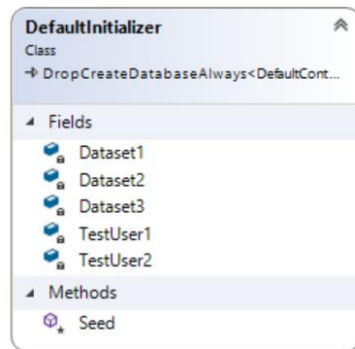 DefaultInitializer
Class
DropCreateDatabaseAlways<DefaultCont...
Fields
Dataset1
Dataset2
Dataset3
TestUser1
TestUser2
Methods
Seed